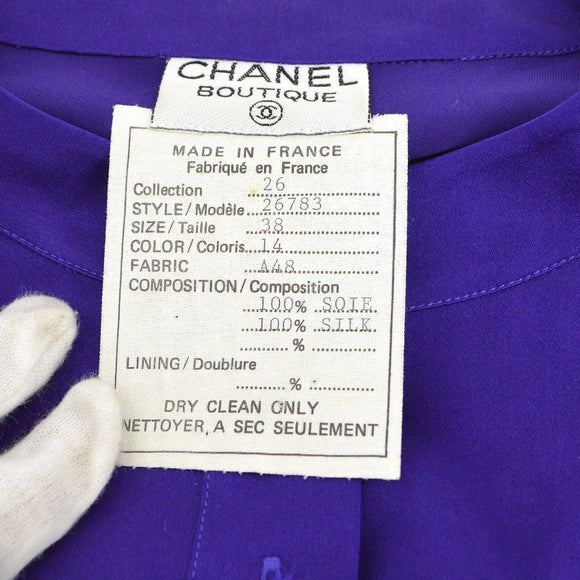 CHANEL
BOUTIQUE
MADE IN FRANCE
Fabriqué en France
Collection 26
STYLE/Modèle 26783
SIZE/Taille 38
COLOR/Coloris 14
FABRIC A48
COMPOSITION/Composition
100% SOIE
100% SILK
%
LINING/Doublure
%
DRY CLEAN ONLY
NETTOYER, A SEC SEULEMENT